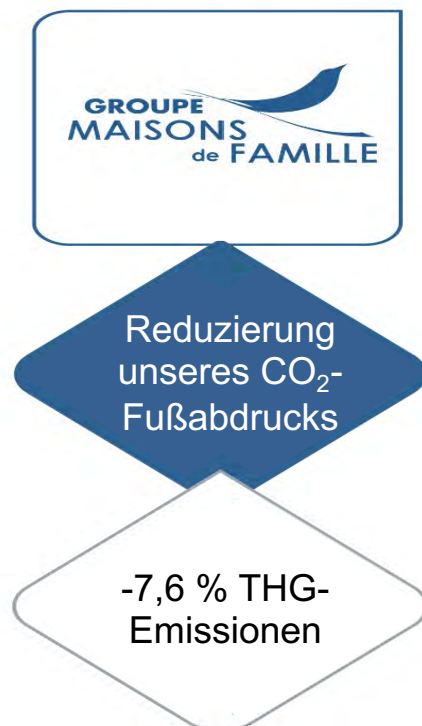 GROUPE
MAISONS
de FAMILLE
Reduzierung
unseres CO₂-
Fußabdrucks
-7,6 % THG-
Emissionen